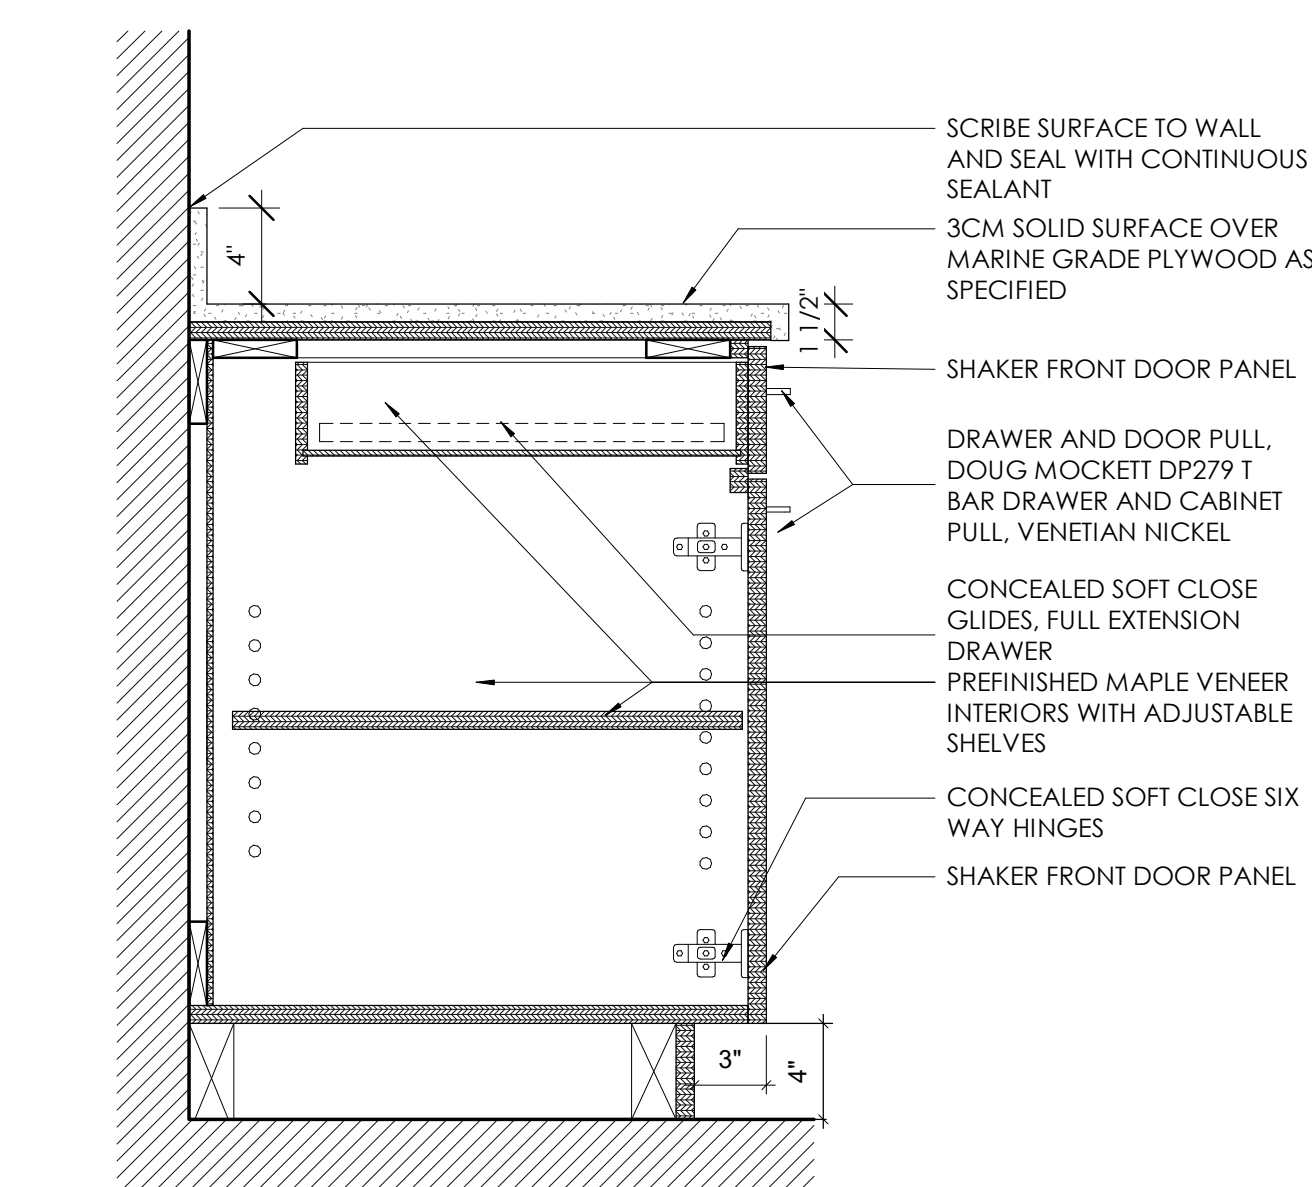 SCRIBE SURFACE TO WALL
AND SEAL WITH CONTINUOUS
SEALANT
3CM SOLID SURFACE OVER
MARINE GRADE PLYWOOD AS
SPECIFIED
4"
1 1/2"
SHAKER FRONT DOOR PANEL
DRAWER AND DOOR PULL,
DOUG MOCKETT DP279 T
BAR DRAWER AND CABINET
PULL, VENETIAN NICKEL
CONCEALED SOFT CLOSE
GLIDES, FULL EXTENSION
DRAWER
PREFINISHED MAPLE VENEER
INTERIORS WITH ADJUSTABLE
SHELVES
CONCEALED SOFT CLOSE SIX
WAY HINGES
SHAKER FRONT DOOR PANEL
3"
4"